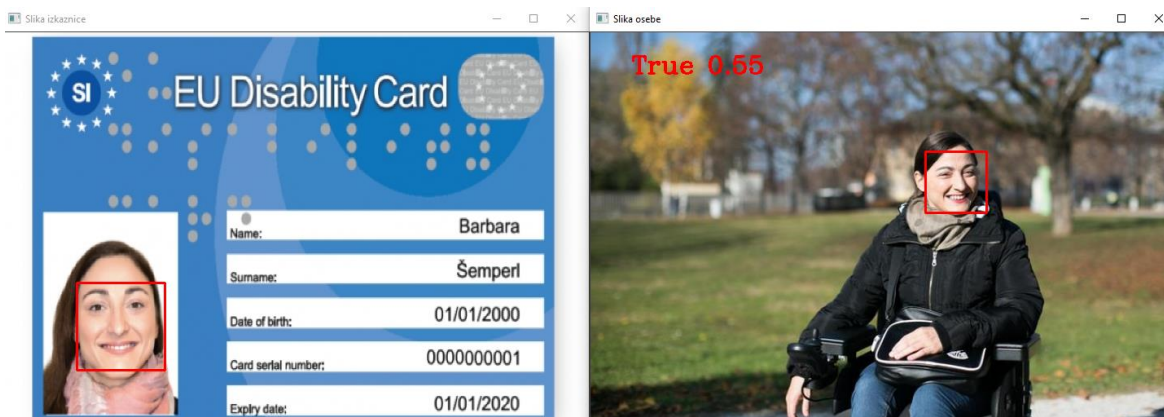 Slika izkaznice
SI
EU Disability Card
Name: Barbara
Surname: Šemperl
Date of birth: 01/01/2000
Card serial number: 0000000001
Expiry date: 01/01/2020
Slika osebe
True 0.55